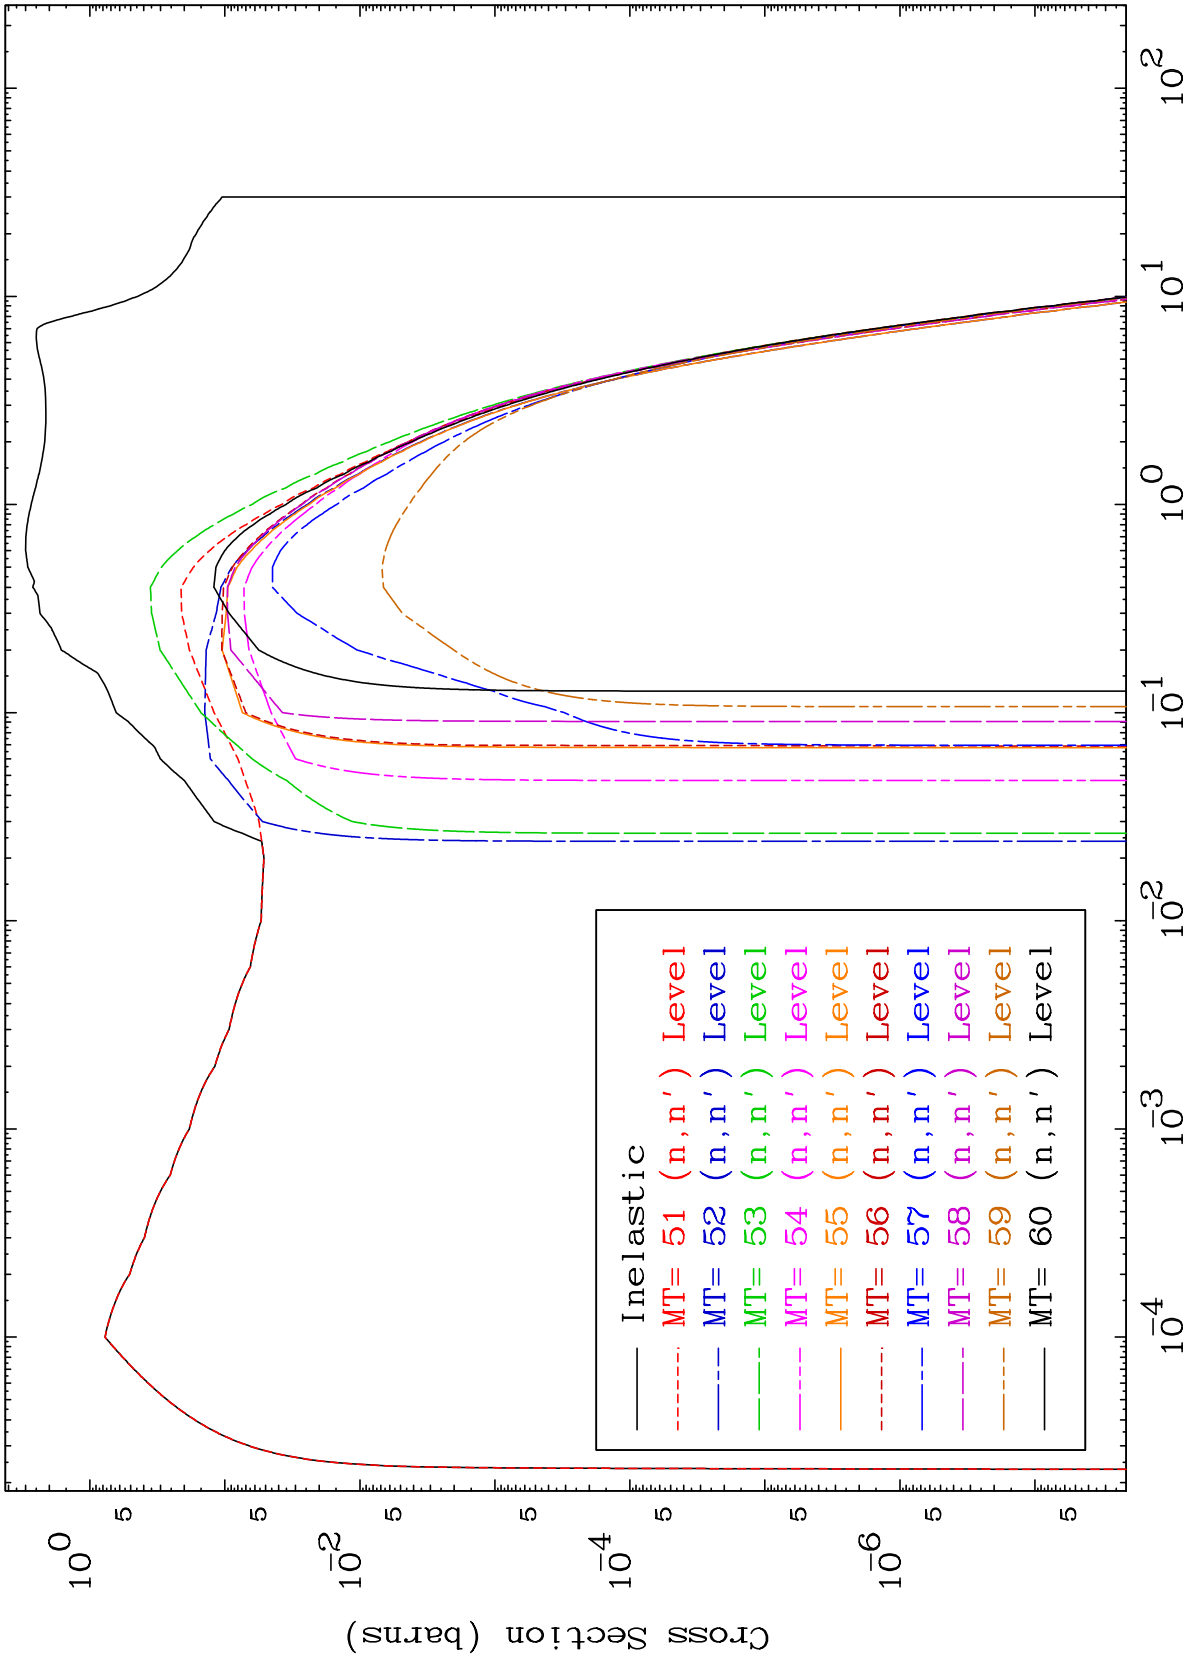 Cross Section (barns)
10^0
5
5
10^-2
5
5
10^-4
5
5
10^-6
5
5
Inelastic
MT= 51 (n,n') Level
MT= 52 (n,n') Level
MT= 53 (n,n') Level
MT= 54 (n,n') Level
MT= 55 (n,n') Level
MT= 56 (n,n') Level
MT= 57 (n,n') Level
MT= 58 (n,n') Level
MT= 59 (n,n') Level
MT= 60 (n,n') Level
10^-4
10^-3
10^-2
10^-1
10^0
10^1
10^2